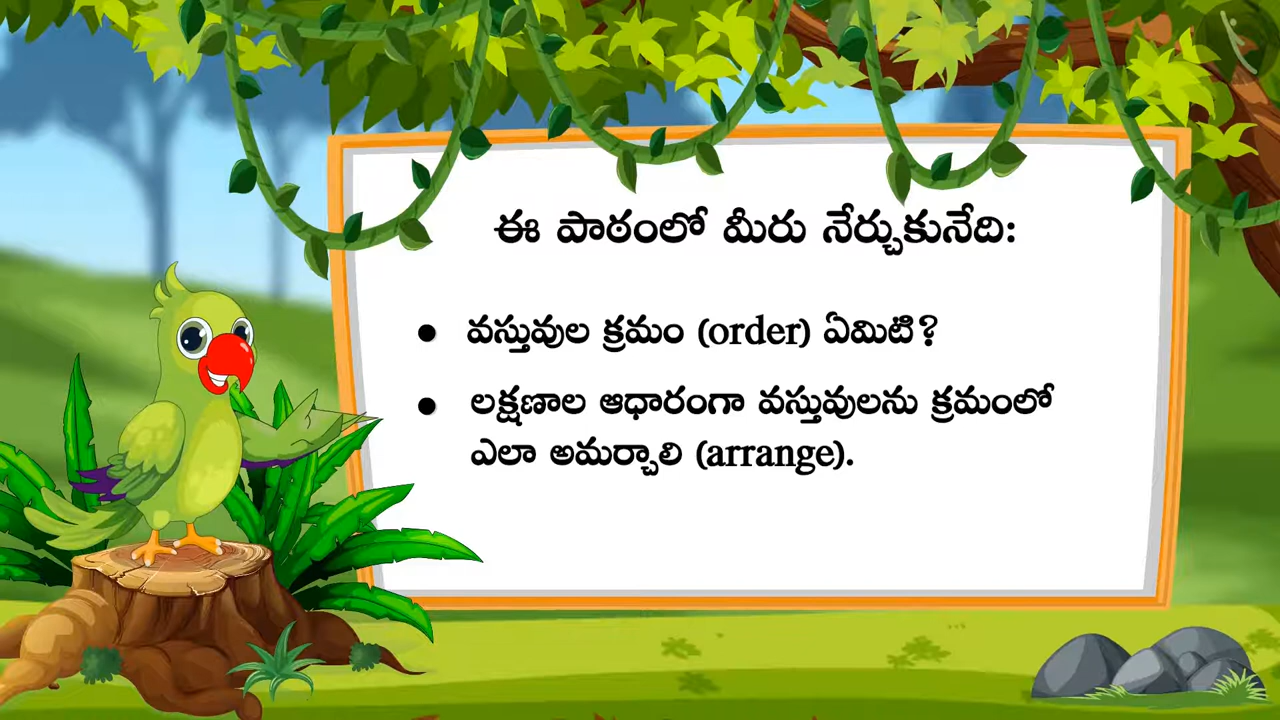 ఈ పాఠంలో మీరు నేర్చుకునేది:
• వస్తువుల క్రమం (order) ఏమిటి?
• లక్షణాల ఆధారంగా వస్తువులను క్రమంలో
ఎలా అమర్చాలి (arrange).